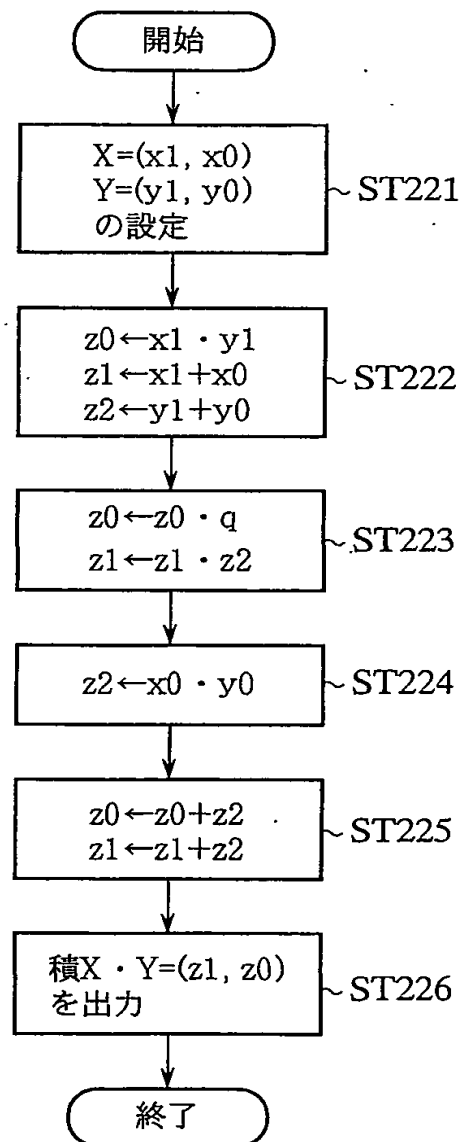 開始
X=(x1, x0)
Y=(y1, y0)
の設定
ST221
z0←x1・y1
z1←x1+x0
z2←y1+y0
ST222
z0←z0・q
z1←z1・z2
ST223
z2←x0・y0
ST224
z0←z0+z2
z1←z1+z2
ST225
積X・Y=(z1, z0)
を出力
ST226
終了